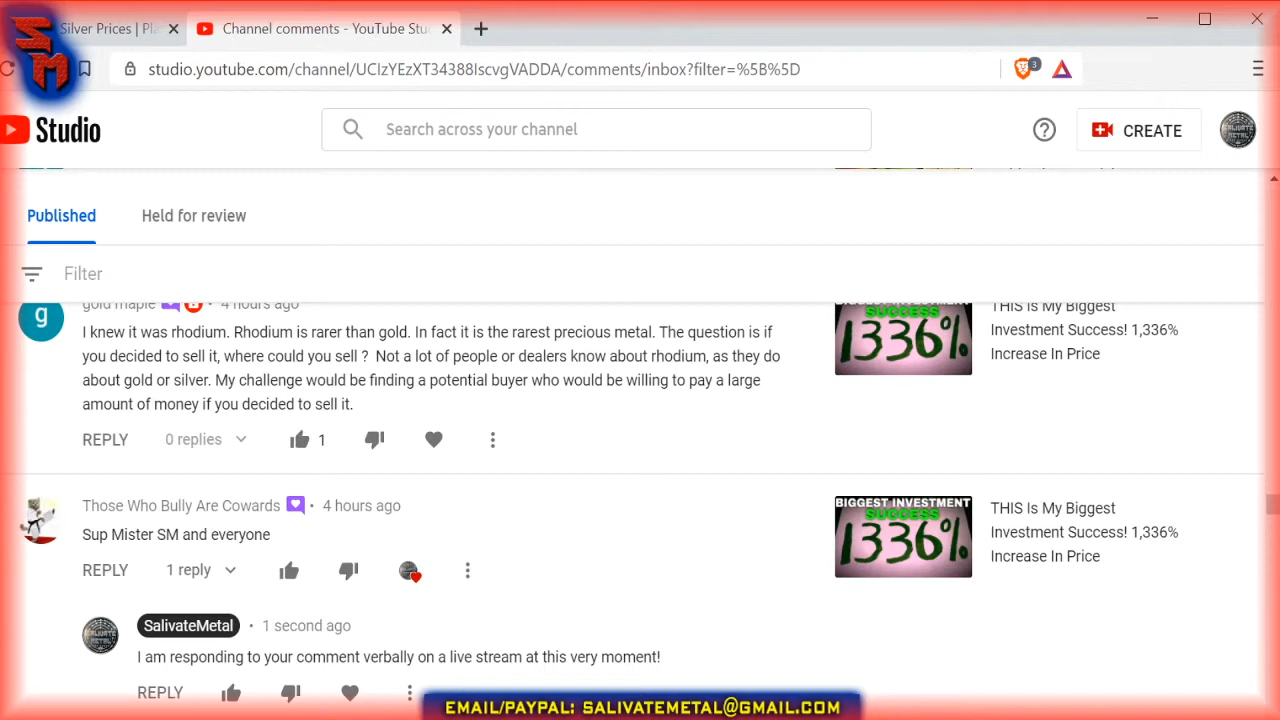 SM
Silver Prices | Pla
Channel comments - YouTube Stu
studio.youtube.com/channel/UCIzYEzXT34388IscvgVADDA/comments/inbox?filter=%5B%5D
3
Studio
Search across your channel
CREATE
Published
Held for review
Filter
gold maple • 4 hours ago
g
I knew it was rhodium. Rhodium is rarer than gold. In fact it is the rarest precious metal. The question is if
you decided to sell it, where could you sell ? Not a lot of people or dealers know about rhodium, as they do
about gold or silver. My challenge would be finding a potential buyer who would be willing to pay a large
amount of money if you decided to sell it.
REPLY 0 replies 1
BIGGEST INVESTMENT
SUCCESS
1336%
THIS Is My Biggest
Investment Success! 1,336%
Increase In Price
Those Who Bully Are Cowards • 4 hours ago
Sup Mister SM and everyone
REPLY 1 reply
BIGGEST INVESTMENT
SUCCESS
1336%
THIS Is My Biggest
Investment Success! 1,336%
Increase In Price
SalivateMetal • 1 second ago
I am responding to your comment verbally on a live stream at this very moment!
REPLY
EMAIL/PAYPAL: SALIVATEMETAL@GMAIL.COM